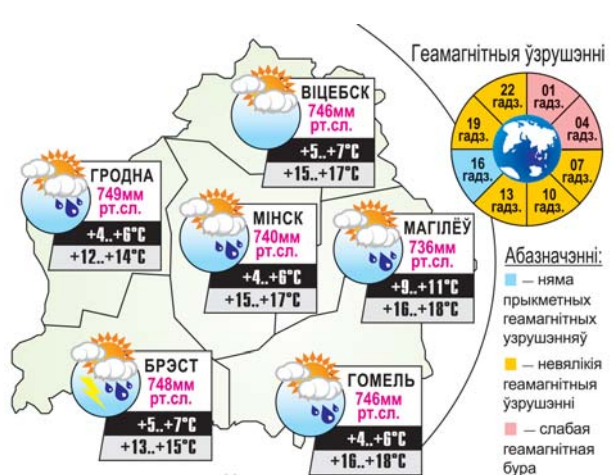 Геамагнітныя ўзрушэнні
22 гадз.
01 гадз.
04 гадз.
07 гадз.
10 гадз.
13 гадз.
16 гадз.
19 гадз.
ВІЦЕБСК
746мм
рт.сл.
+5..+7°C
+15..+17°C
ГРОДНА
749мм
рт.сл.
+4..+6°C
+12..+14°C
МІНСК
740мм
рт.сл.
+4..+6°C
+15..+17°C
МАГІЛЁЎ
736мм
рт.сл.
+9..+11°C
+16..+18°C
БРЭСТ
748мм
рт.сл.
+5..+7°C
+13..+15°C
ГОМЕЛЬ
746мм
рт.сл.
+4..+6°C
+16..+18°C
Абазначэнні:
— няма
прыкметных
геамагнітных
узрушэнняў
— невялікія
геамагнітныя
ўзрушэнні
— слабая
геамагнітная
бура